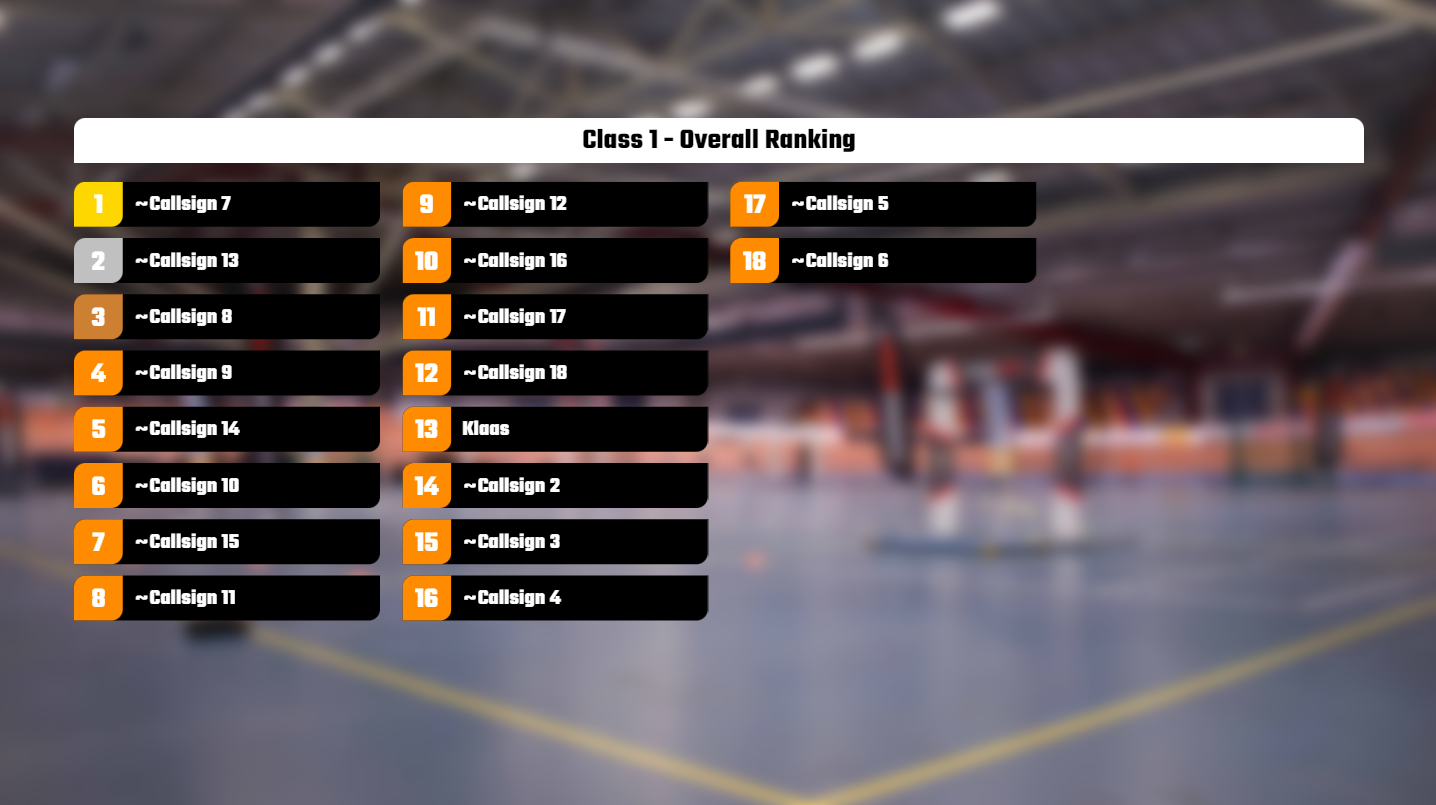 Class 1 - Overall Ranking
1 ~Callsign 7
2 ~Callsign 13
3 ~Callsign 8
4 ~Callsign 9
5 ~Callsign 14
6 ~Callsign 10
7 ~Callsign 15
8 ~Callsign 11
9 ~Callsign 12
10 ~Callsign 16
11 ~Callsign 17
12 ~Callsign 18
13 Klaas
14 ~Callsign 2
15 ~Callsign 3
16 ~Callsign 4
17 ~Callsign 5
18 ~Callsign 6